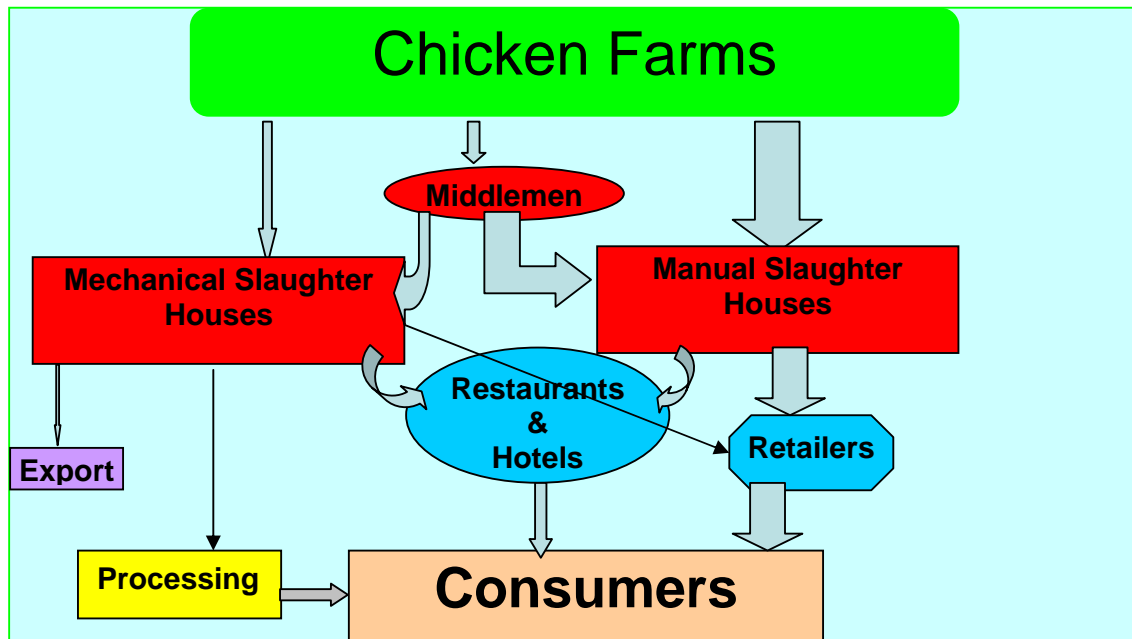 Chicken Farms
Middlemen
Mechanical Slaughter
Houses
Manual Slaughter
Houses
Restaurants
&
Hotels
Retailers
Export
Processing
Consumers